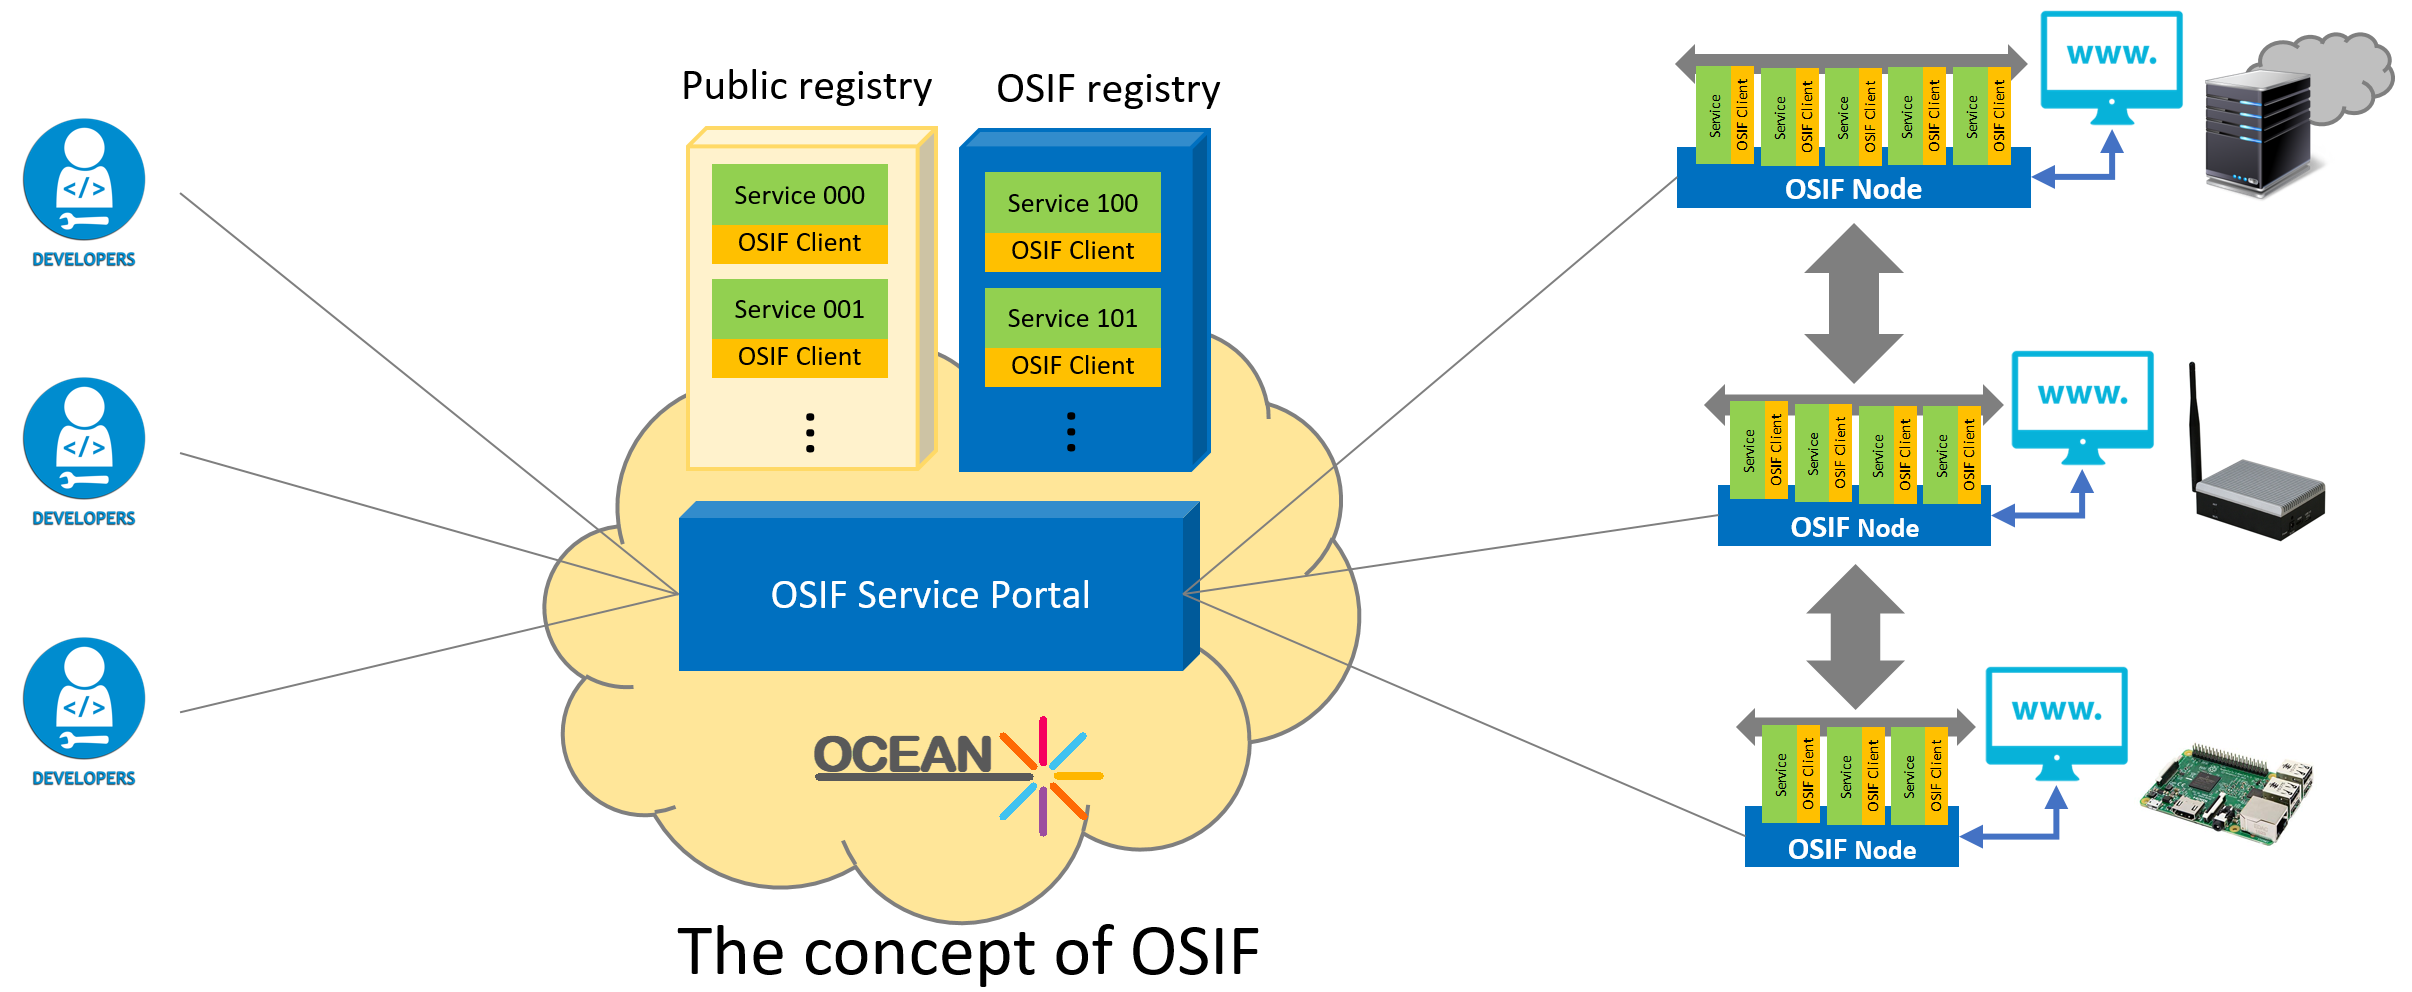 Public registry
OSIF registry
Service 000
OSIF Client
Service 001
OSIF Client
Service 100
OSIF Client
Service 101
OSIF Client
</>
DEVELOPERS
</>
DEVELOPERS
</>
DEVELOPERS
OSIF Service Portal
OCEAN
The concept of OSIF
Service
OSIF Client
Service
OSIF Client
Service
OSIF Client
Service
OSIF Client
Service
OSIF Client
OSIF Node
www.
Service
OSIF Client
Service
OSIF Client
Service
OSIF Client
Service
OSIF Client
OSIF Node
www.
Service
OSIF Client
Service
OSIF Client
Service
OSIF Client
OSIF Node
www.